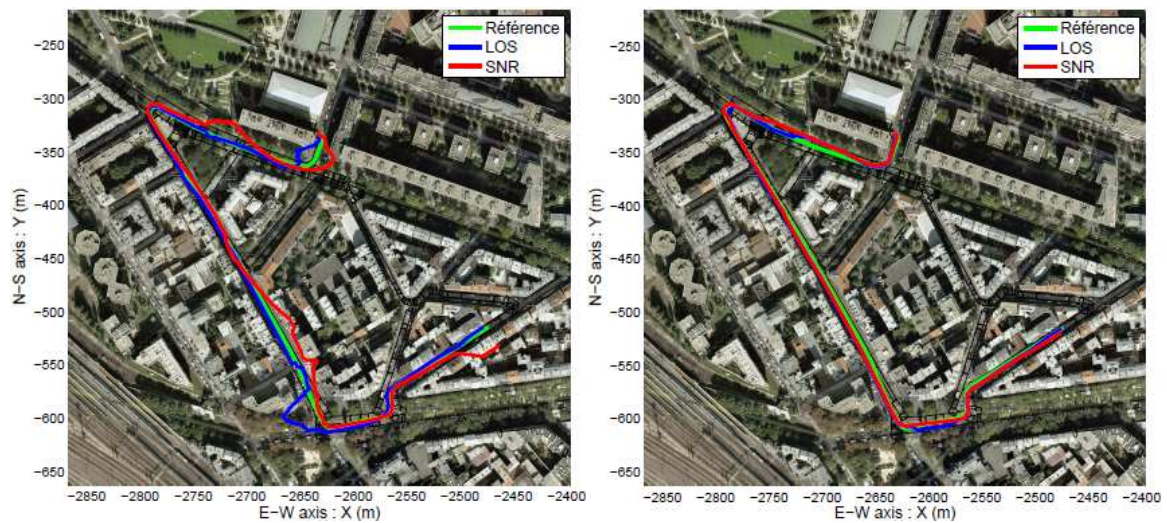 Référence
LOS
SNR
−250
−300
−350
−400
−450
−500
−550
−600
−650
N−S axis : Y (m)
−2850 −2800 −2750 −2700 −2650 −2600 −2550 −2500 −2450 −2400
E−W axis : X (m)
Référence
LOS
SNR
−250
−300
−350
−400
−450
−500
−550
−600
−650
N−S axis : Y (m)
−2850 −2800 −2750 −2700 −2650 −2600 −2550 −2500 −2450 −2400
E−W axis : X (m)